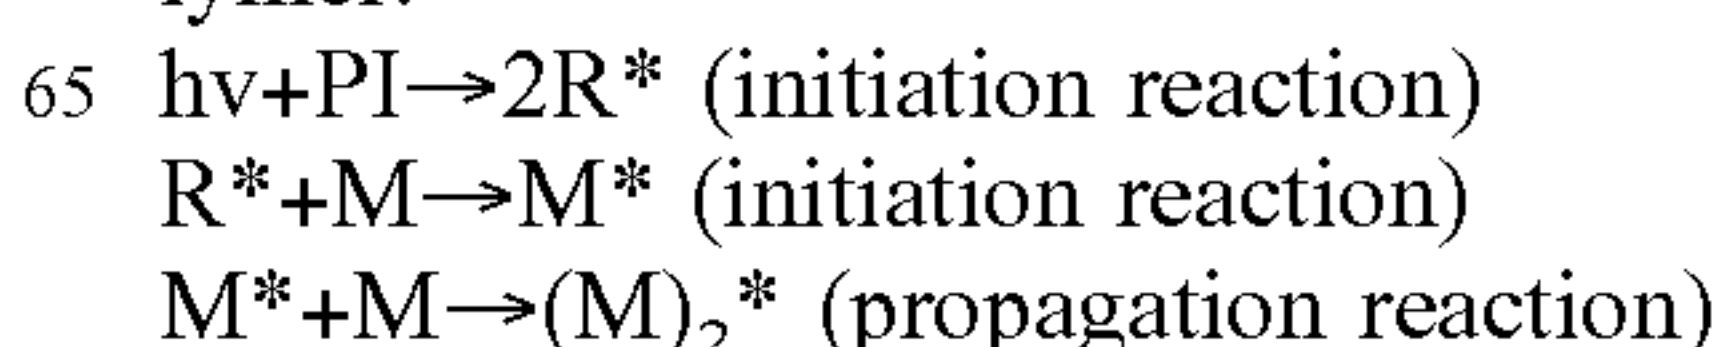 65 hv+PI→2R* (initiation reaction)
R*+M→M* (initiation reaction)
M*+M→(M)₂* (propagation reaction)